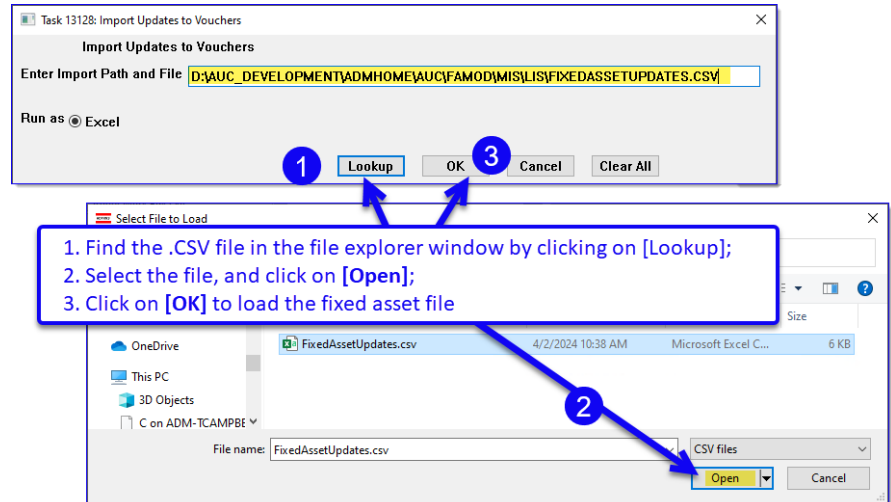 Task 13128: Import Updates to Vouchers
Import Updates to Vouchers
Enter Import Path and File D:\AUC_DEVELOPMENT\ADMHOME\AUC\FAMOD\MIS\LIS\FIXEDASSETUPDATES.CSV
Run as Excel
1 Lookup OK 3 Cancel Clear All
Select File to Load
1. Find the .CSV file in the file explorer window by clicking on [Lookup];
2. Select the file, and click on [Open];
3. Click on [OK] to load the fixed asset file
Size
OneDrive FixedAssetUpdates.csv 4/2/2024 10:38 AM Microsoft Excel C... 6 KB
This PC
3D Objects
C on ADM-TCAMPBE
2
File name: FixedAssetUpdates.csv CSV files
Open Cancel